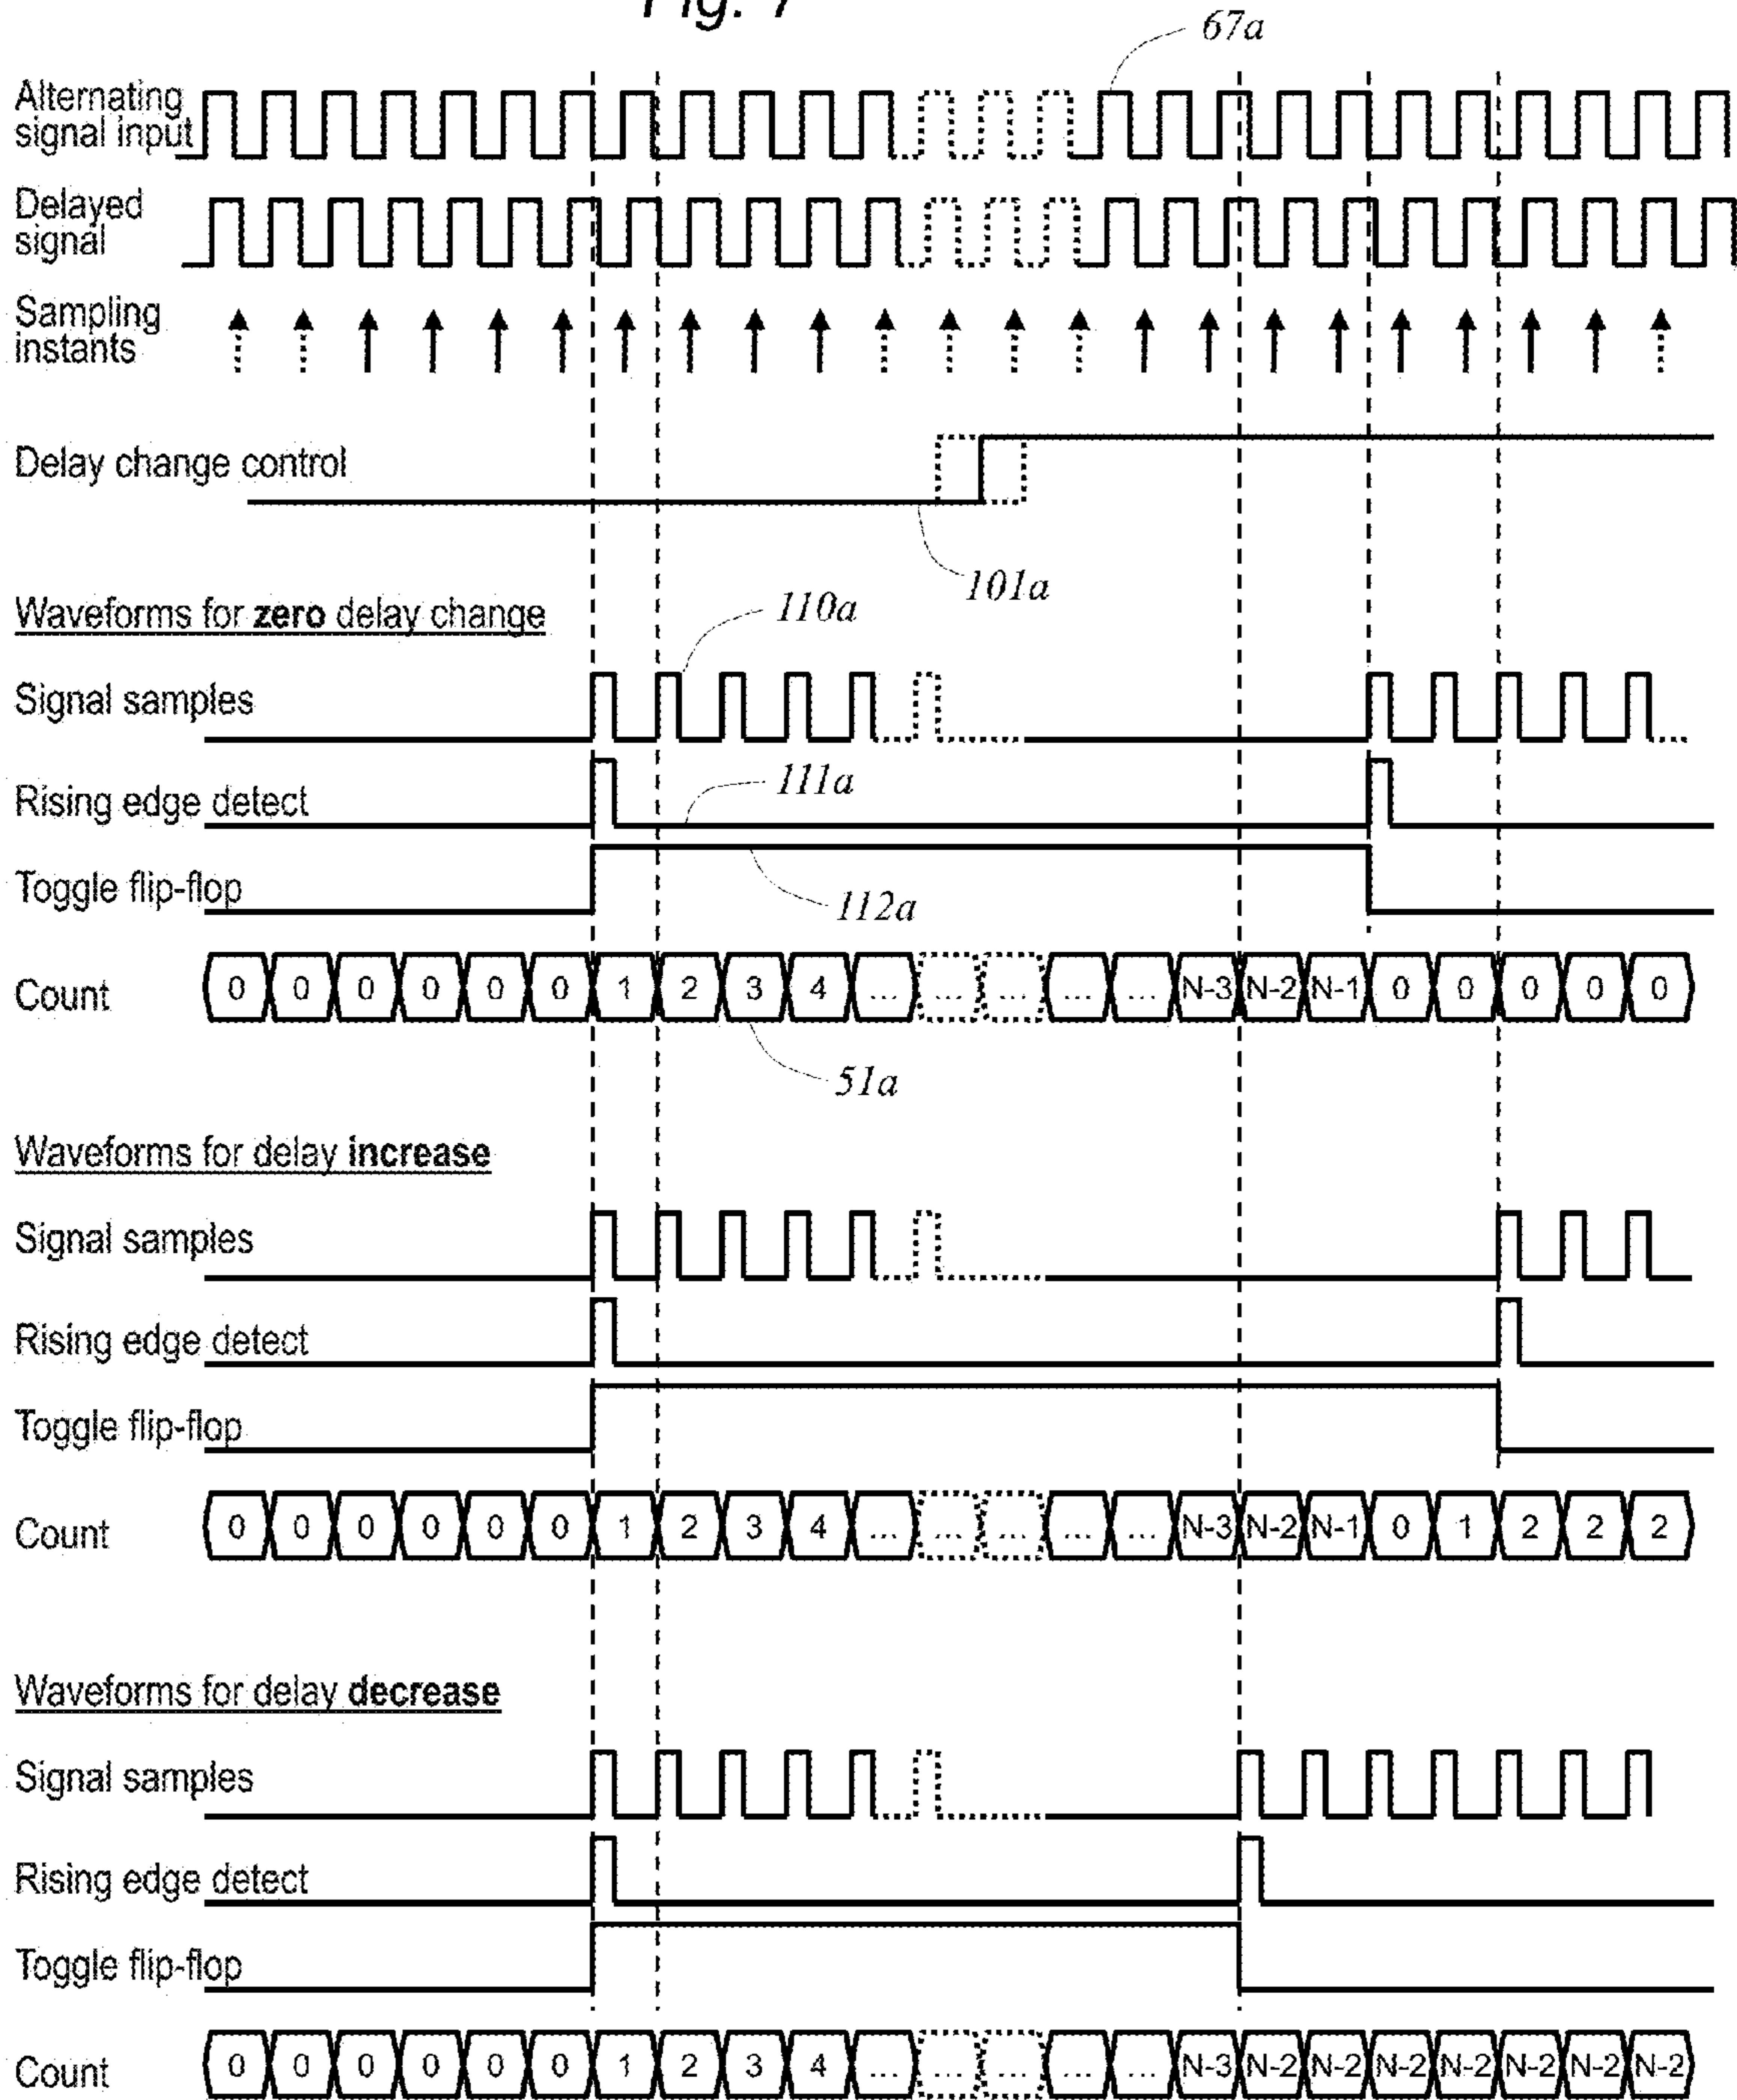 Fig. 7
67a
Alternating
signal input
Delayed
signal
Sampling
instants
Delay change control
101a
Waveforms for zero delay change
110a
Signal samples
Rising edge detect
111a
Toggle flip-flop
112a
Count 0 0 0 0 0 0 1 2 3 4 ... ... ... ... ... N-3 N-2 N-1 0 0 0 0 0
51a
Waveforms for delay increase
Signal samples
Rising edge detect
Toggle flip-flop
Count 0 0 0 0 0 0 1 2 3 4 ... ... ... ... ... N-3 N-2 N-1 0 1 2 2 2
Waveforms for delay decrease
Signal samples
Rising edge detect
Toggle flip-flop
Count 0 0 0 0 0 0 1 2 3 4 ... ... ... ... ... N-3 N-2 N-2 N-2 N-2 N-2 N-2 N-2